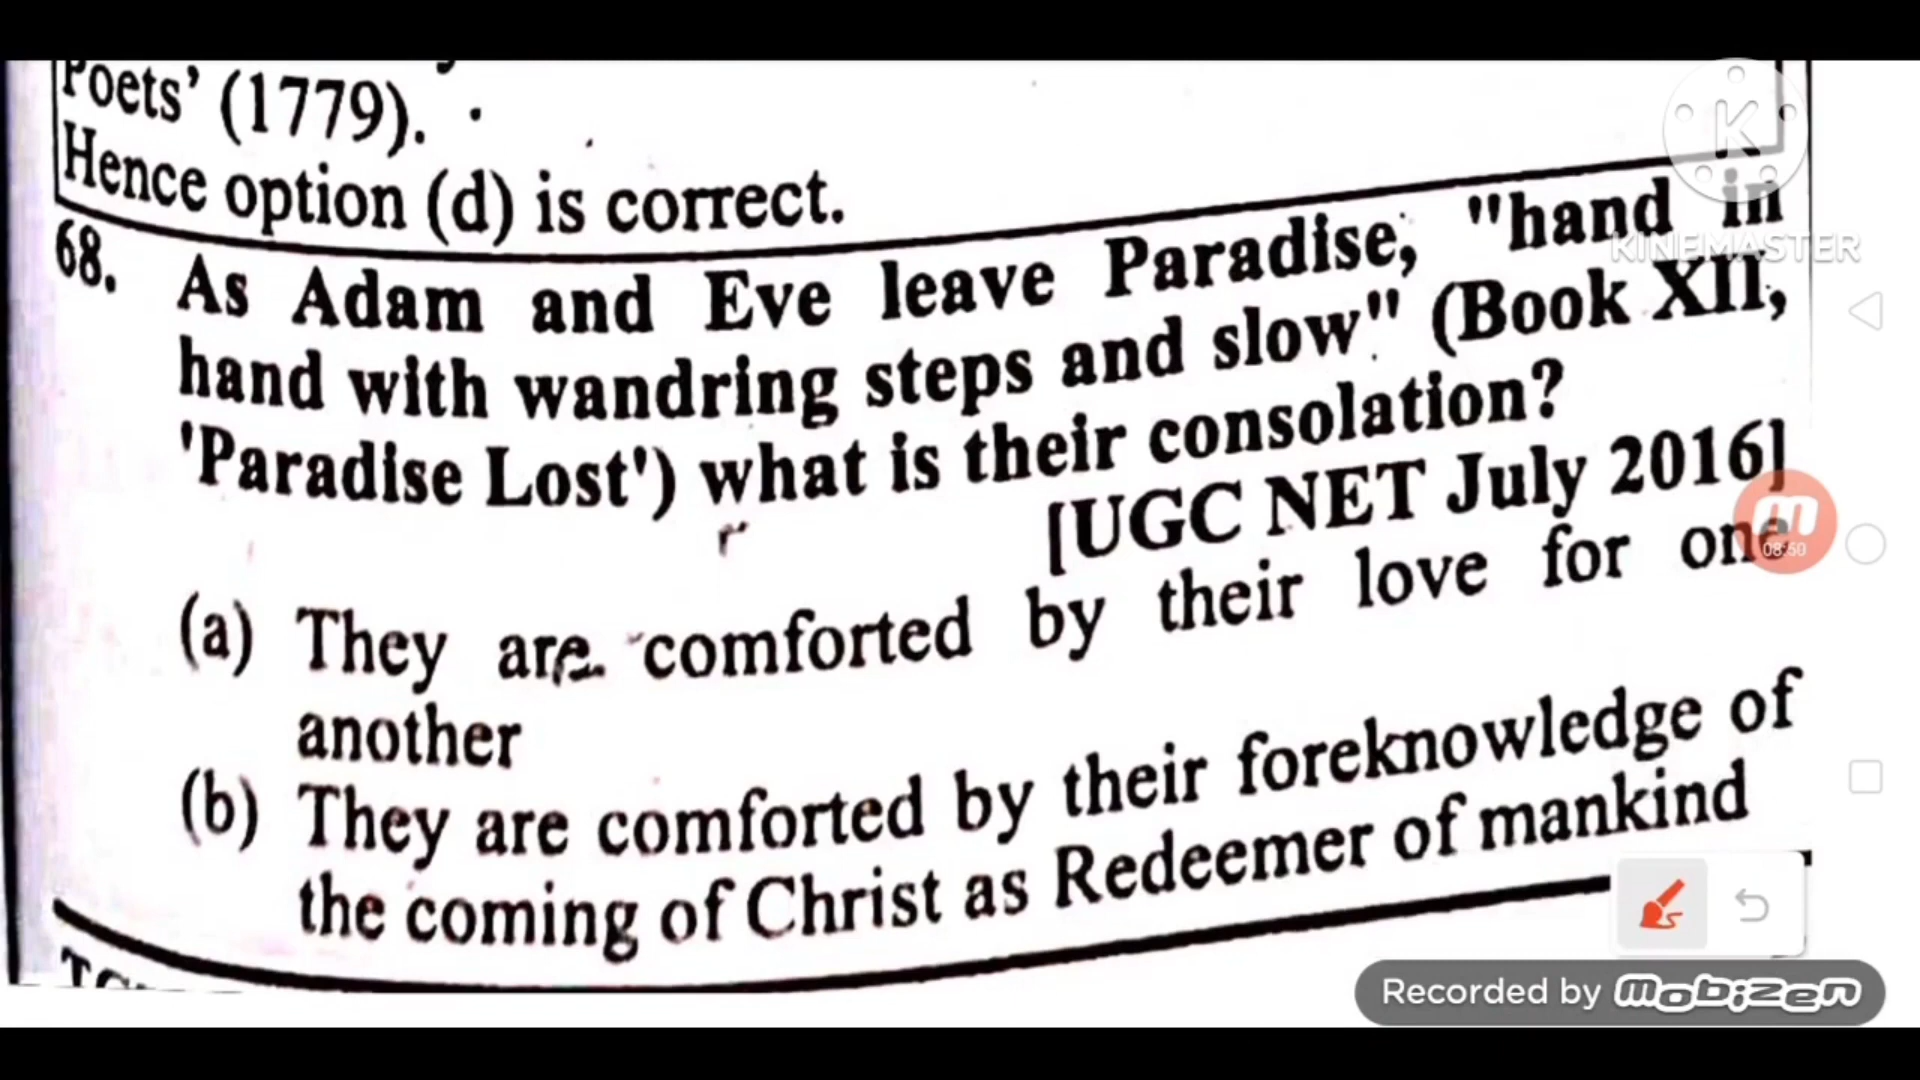 Poets’ (1779).
Hence option (d) is correct.
68. As Adam and Eve leave Paradise, "hand in
hand with wandring steps and slow" (Book XII,
'Paradise Lost') what is their consolation?
[UGC NET July 2016]
(a) They are comforted by their love for one
another
(b) They are comforted by their foreknowledge of
the coming of Christ as Redeemer of mankind
K
KINEMASTER
m
08:50
Recorded by Mobizen